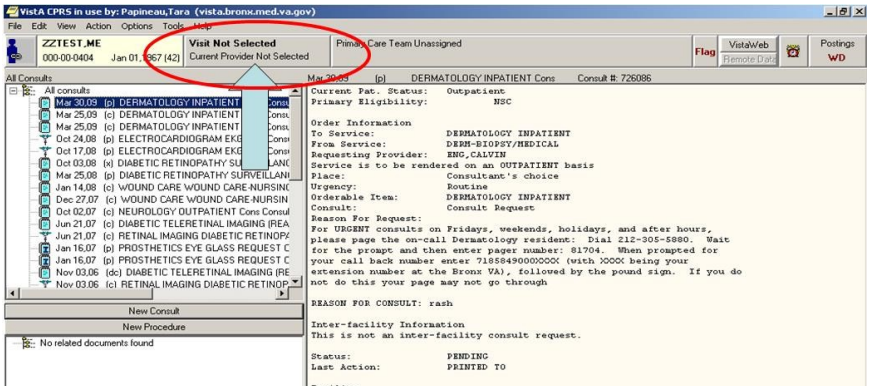 VistA CPRS in use by: Papineau,Tara (vista.bronx.med.va.gov)
File Edit View Action Options Tools Help
ZZTEST,ME
000-00-0404 Jan 01,1967 (42)
Visit Not Selected
Current Provider Not Selected
Primary Care Team Unassigned
Flag
VistaWeb
Remote Data
Postings
WD
All Consults
Mar 30,09 (p) DERMATOLOGY INPATIENT Cons Consult #: 726086
All consults
Mar 30,09 (p) DERMATOLOGY INPATIENT Consu
Mar 25,09 (c) DERMATOLOGY INPATIENT Consu
Mar 25,09 (c) DERMATOLOGY INPATIENT Consu
Oct 24,08 (p) ELECTROCARDIOGRAM EKG Consu
Oct 17,08 (p) ELECTROCARDIOGRAM EKG Consu
Oct 03,08 (x) DIABETIC RETINOPATHY SU LANC
Mar 25,08 (p) DIABETIC RETINOPATHY SURVEILLANC
Jan 14,08 (c) WOUND CARE WOUND CARE-NURSING
Dec 27,07 (c) WOUND CARE WOUND CARE-NURSIN
Oct 02,07 (c) NEUROLOGY OUTPATIENT Cons Consul
Jun 21,07 (c) DIABETIC TELERETINAL IMAGING (REA
Jun 21,07 (c) RETINAL IMAGING DIABETIC RETINOPA
Jan 16,07 (p) PROSTHETICS EYE GLASS REQUEST C
Jan 16,07 (p) PROSTHETICS EYE GLASS REQUEST C
Nov 03,06 (dc) DIABETIC TELERETINAL IMAGING (RE
Nov 03,06 (c) RETINAL IMAGING DIABETIC RETINOP
New Consult
New Procedure
No related documents found
Current Pat. Status: Outpatient
Primary Eligibility: NSC
Order Information
To Service: DERMATOLOGY INPATIENT
From Service: DERM-BIOPSY/MEDICAL
Requesting Provider: ENG,CALVIN
Service is to be rendered on an OUTPATIENT basis
Place: Consultant's choice
Urgency: Routine
Orderable Item: DERMATOLOGY INPATIENT
Consult: Consult Request
Reason For Request:
For URGENT consults on Fridays, weekends, holidays, and after hours,
please page the on-call Dermatology resident: Dial 212-305-5880. Wait
for the prompt and then enter pager number: 81704. When prompted for
your call back number enter 7185849000XXXX (with XXXX being your
extension number at the Bronx VA), followed by the pound sign. If you do
not do this your page may not go through
REASON FOR CONSULT: rash
Inter-facility Information
This is not an inter-facility consult request.
Status: PENDING
Last Action: PRINTED TO